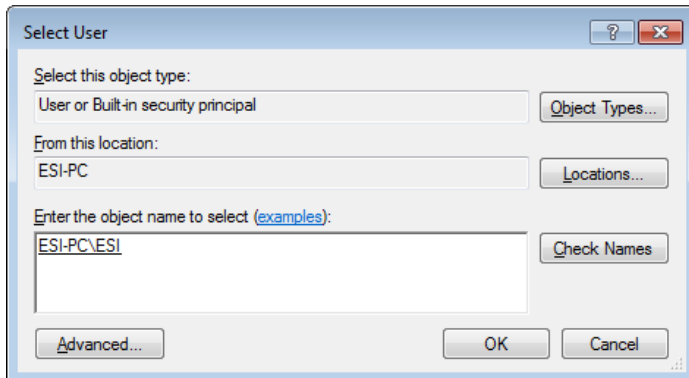 Select User
Select this object type:
User or Built-in security principal
Object Types...
From this location:
ESI-PC
Locations...
Enter the object name to select (examples):
ESI-PC\ESI
Check Names
Advanced...
OK
Cancel